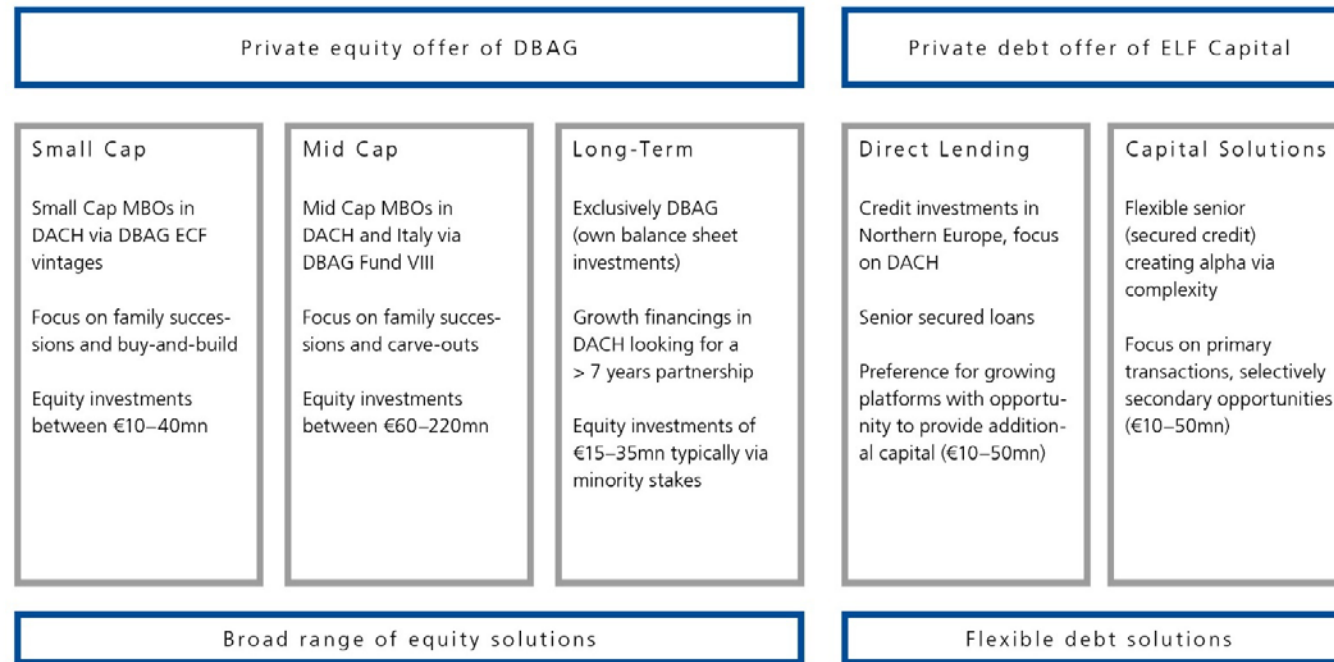 Private equity offer of DBAG
Private debt offer of ELF Capital
Small Cap
Small Cap MBOs in
DACH via DBAG ECF
vintages
Focus on family succes-
sions and buy-and-build
Equity investments
between €10–40mn
Mid Cap
Mid Cap MBOs in
DACH and Italy via
DBAG Fund VIII
Focus on family succes-
sions and carve-outs
Equity investments
between €60–220mn
Long-Term
Exclusively DBAG
(own balance sheet
investments)
Growth financings in
DACH looking for a
> 7 years partnership
Equity investments of
€15–35mn typically via
minority stakes
Direct Lending
Credit investments in
Northern Europe, focus
on DACH
Senior secured loans
Preference for growing
platforms with opportu-
nity to provide addition-
al capital (€10–50mn)
Capital Solutions
Flexible senior
(secured credit)
creating alpha via
complexity
Focus on primary
transactions, selectively
secondary opportunities
(€10–50mn)
Broad range of equity solutions
Flexible debt solutions